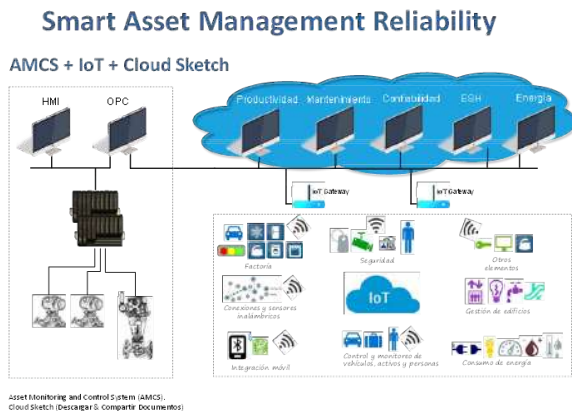 Smart Asset Management Reliability
AMCS + IoT + Cloud Sketch
HMI
OPC
Productividad
Mantenimiento
Confiabilidad
ESH
Energía
IoT Gateway
IoT Gateway
Factoría
Seguridad
Otros
elementos
Conexiones y sensores
inalámbricos
IoT
Gestión de edificios
Integración móvil
Control y monitoreo de
vehículos, activos y personas
Consumo de energía
Asset Monitoring and Control System (AMCS).
Cloud Sketch (Descargar & Compartir Documentos)